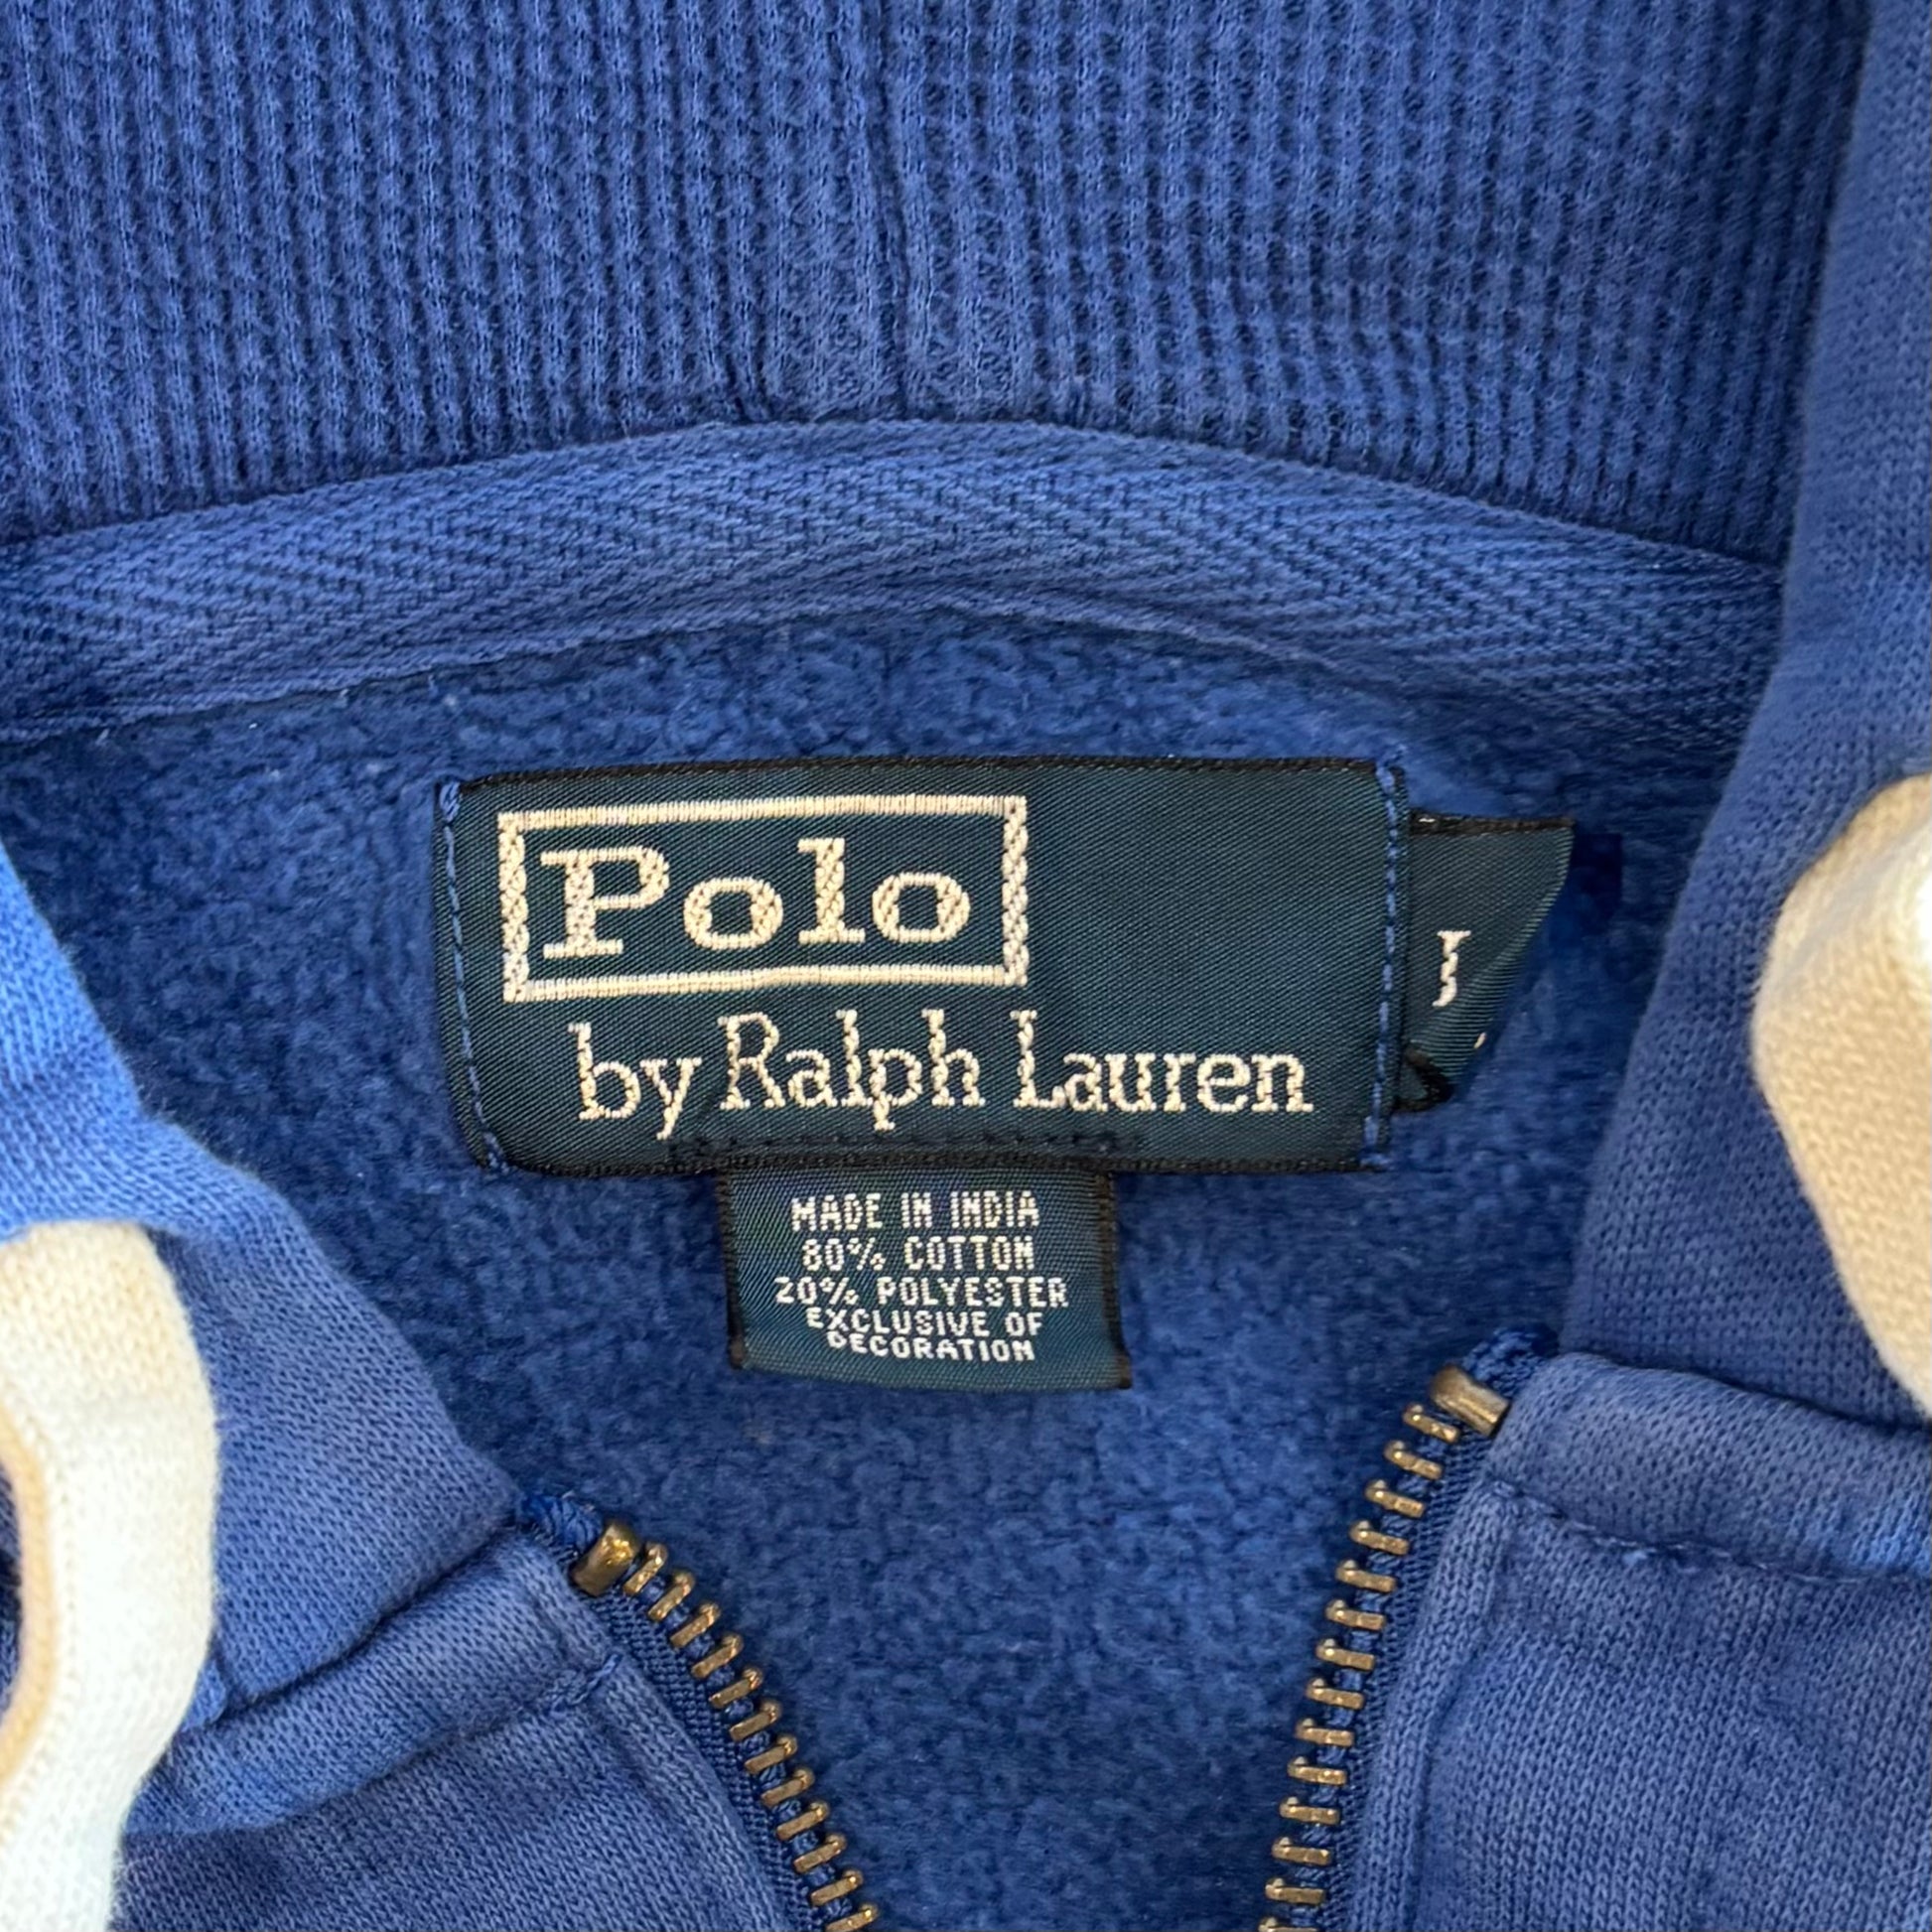 Polo
by Ralph Lauren
MADE IN INDIA
80% COTTON
20% POLYESTER
EXCLUSIVE OF
DECORATION